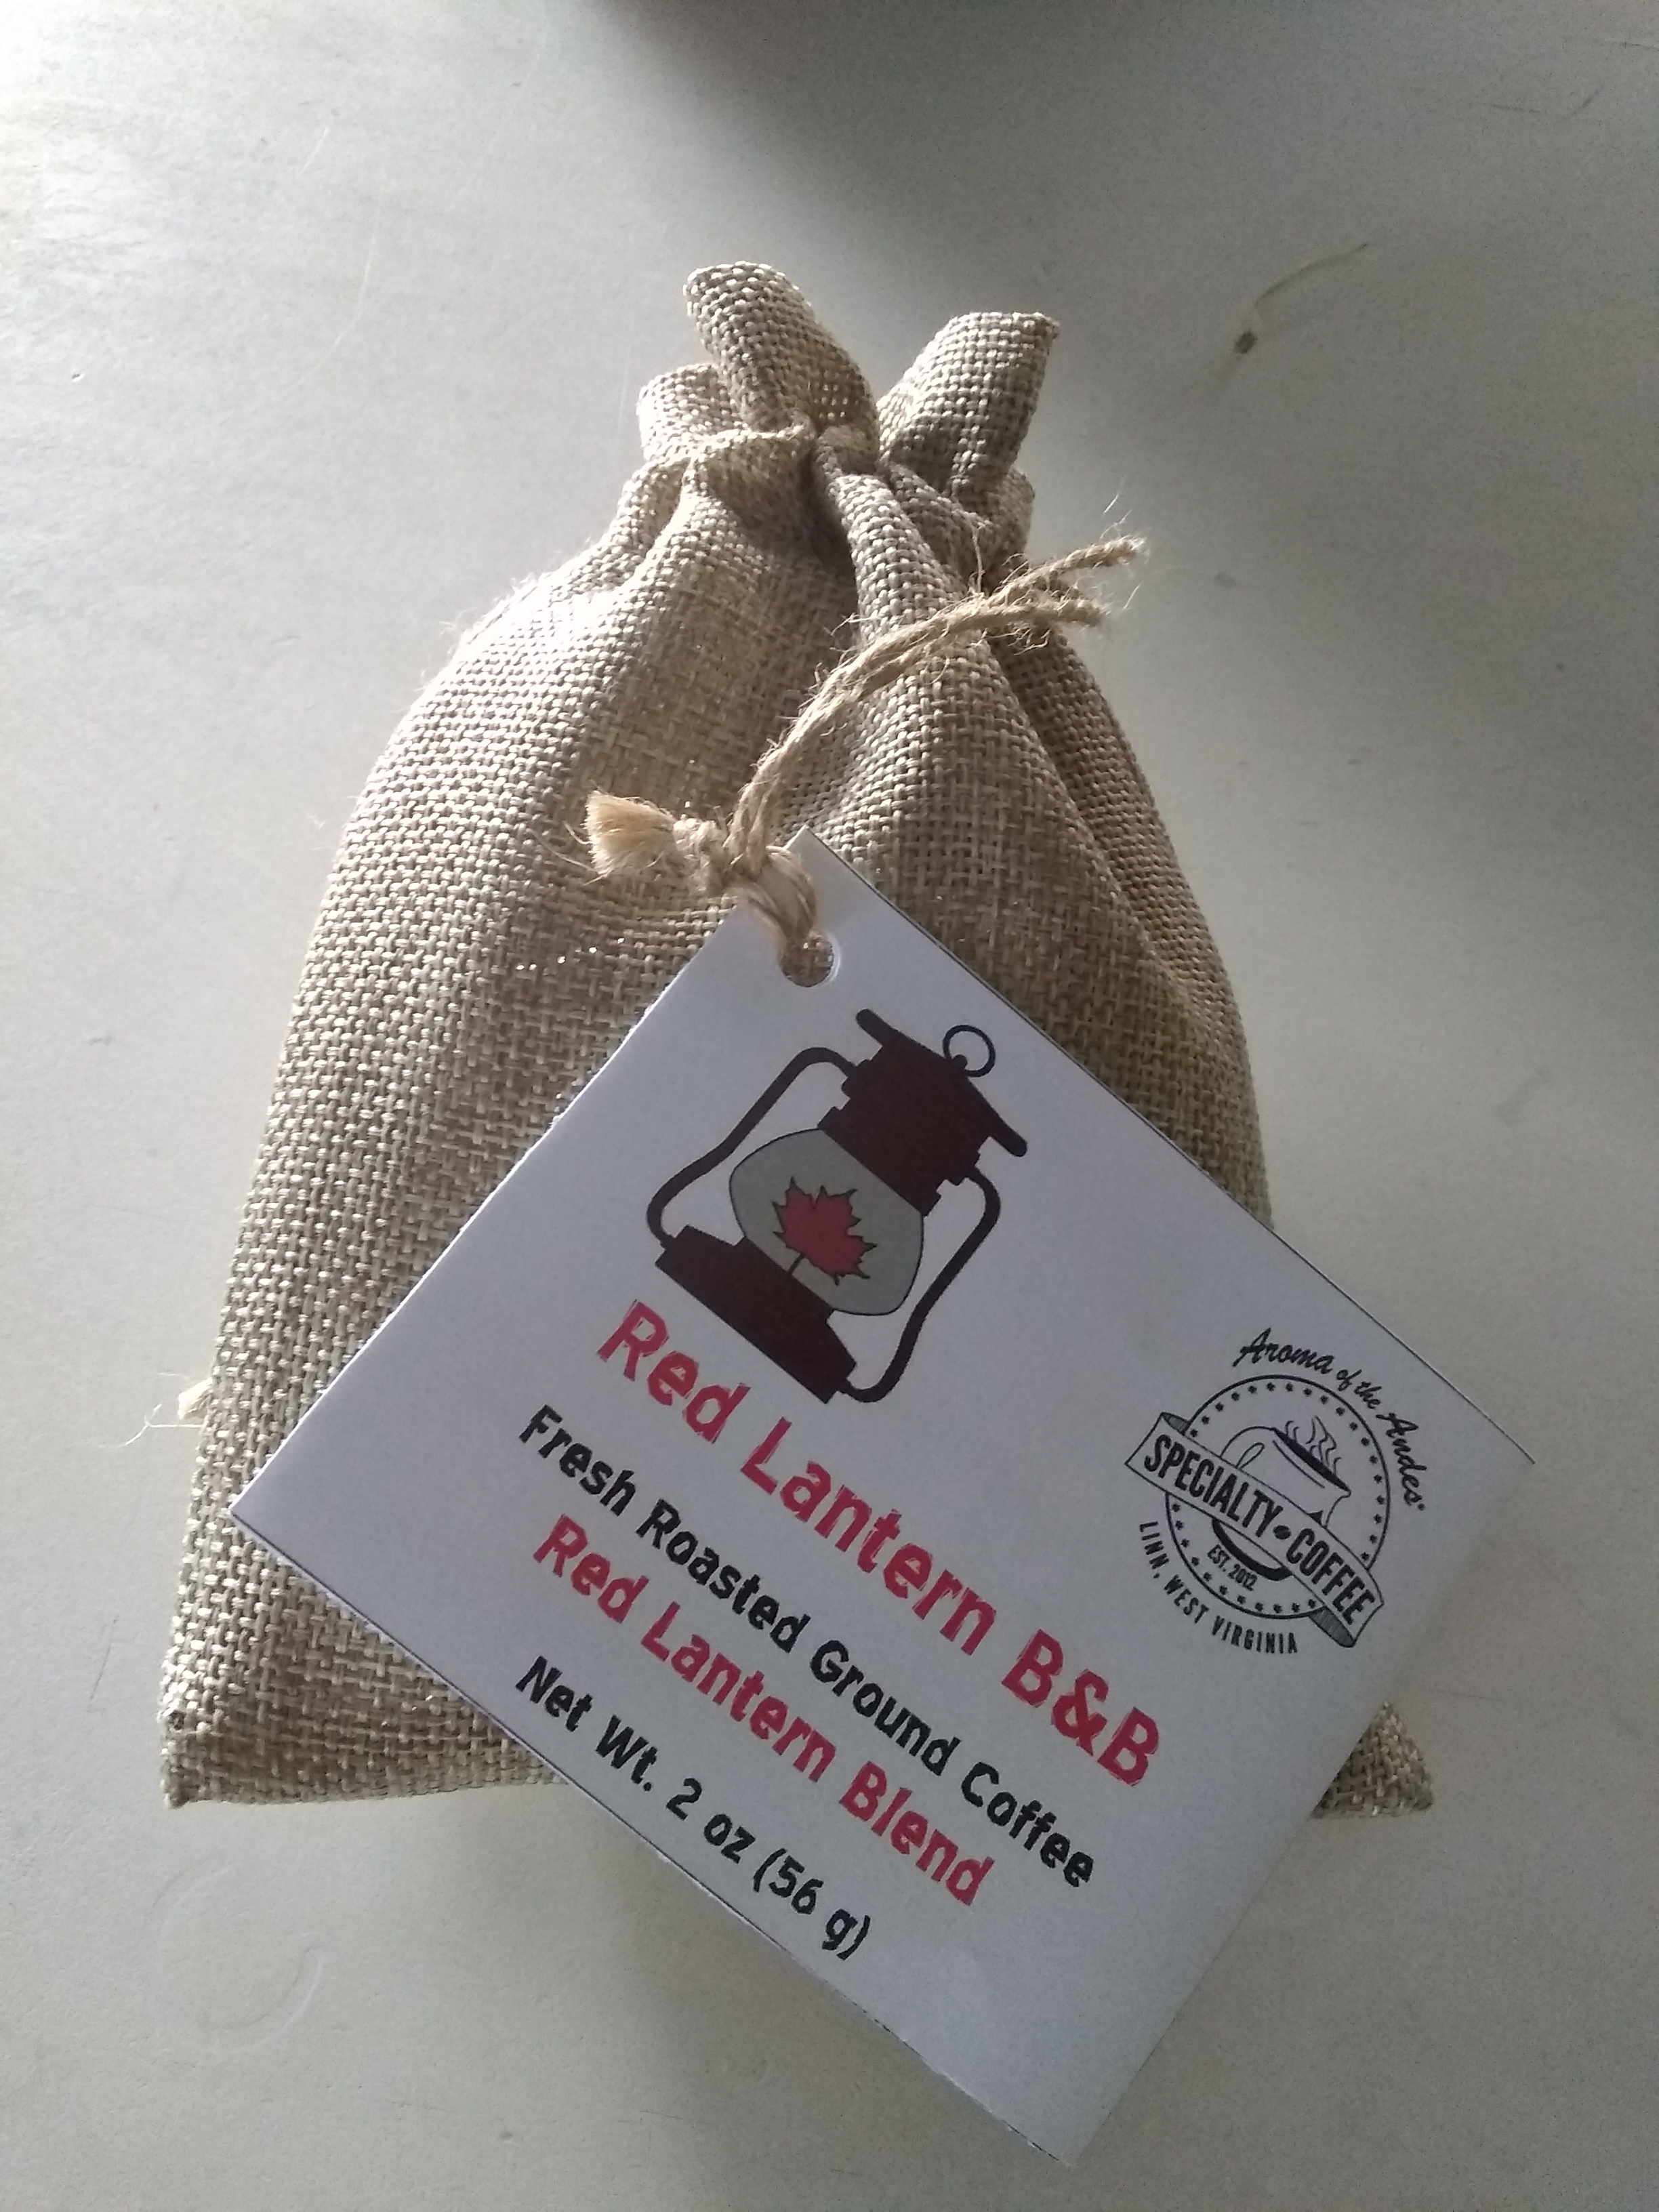 Red Lantern B&B
Fresh Roasted Ground Coffee
Red Lantern Blend
Net Wt. 2 oz (56 g)
Aroma of the Andes®
SPECIALTY COFFEE
EST. 2012
LINN, WEST VIRGINIA